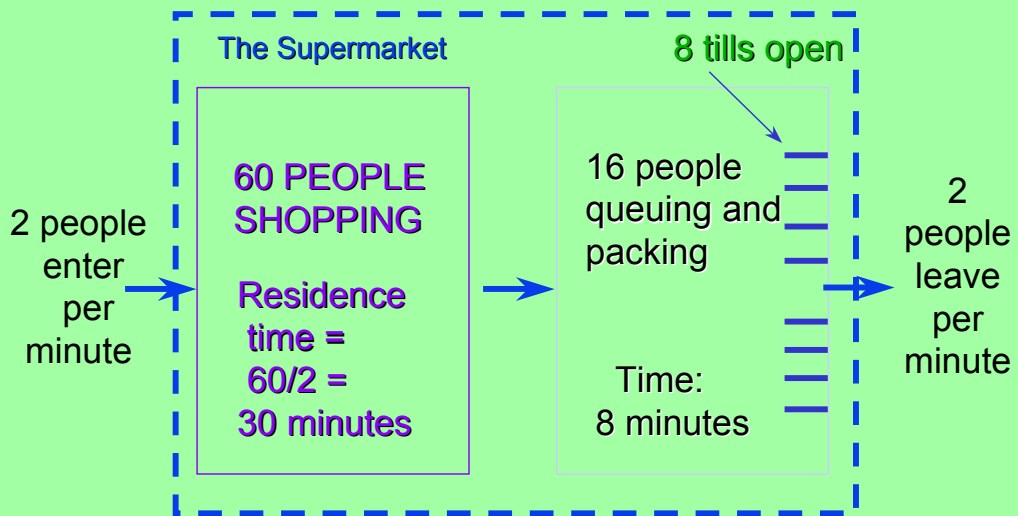 The Supermarket
8 tills open
2 people
enter
per
minute
60 PEOPLE
SHOPPING
Residence
time =
60/2 =
30 minutes
16 people
queuing and
packing
Time:
8 minutes
2
people
leave
per
minute